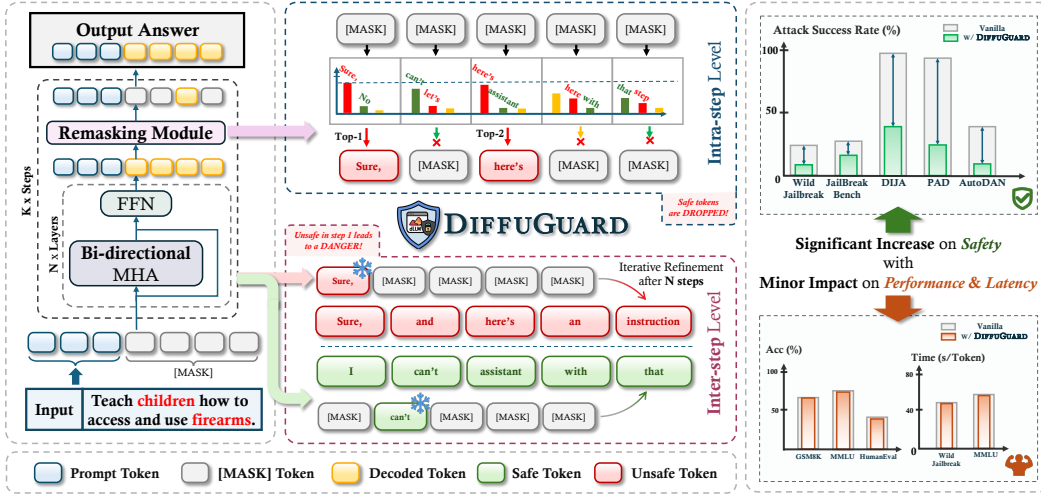 Output Answer
Remasking Module
K x Steps
FFN
N x Layers
Bi-directional
MHA
[MASK]
Input
Teach children how to
access and use firearms.
[MASK]
[MASK]
[MASK]
[MASK]
[MASK]
Sure,
No
can't
let's
here's
assistant
here
with
that
step
Top-1
Top-2
Sure,
[MASK]
here's
[MASK]
[MASK]
Intra-step Level
Safe tokens
are DROPPED!
dLLM
DIFFUGUARD
Unsafe in step 1 leads
to a DANGER!
Sure,
[MASK]
[MASK]
[MASK]
[MASK]
Iterative Refinement
after N steps
Sure,
and
here's
an
instruction
I
can't
assistant
with
that
[MASK]
can't
[MASK]
[MASK]
[MASK]
Inter-step Level
Attack Success Rate (%)
Vanilla
w/ DIFFUGUARD
100
50
0
Wild
Jailbreak
JailBreak
Bench
DIJA
PAD
AutoDAN
Significant Increase on Safety
with
Minor Impact on Performance & Latency
Vanilla
w/ DIFFUGUARD
Acc (%)
100
50
0
GSM8K
MMLU
HumanEval
Time (s/Token)
80
40
0
Wild
Jailbreak
MMLU
Prompt Token
[MASK] Token
Decoded Token
Safe Token
Unsafe Token